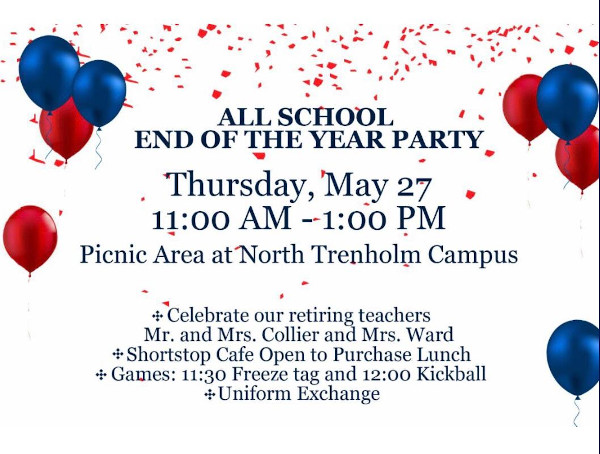 ALL SCHOOL
END OF THE YEAR PARTY
Thursday, May 27
11:00 AM - 1:00 PM
Picnic Area at North Trenholm Campus
✣ Celebrate our retiring teachers
Mr. and Mrs. Collier and Mrs. Ward
✣ Shortstop Cafe Open to Purchase Lunch
✣ Games: 11:30 Freeze tag and 12:00 Kickball
✣ Uniform Exchange